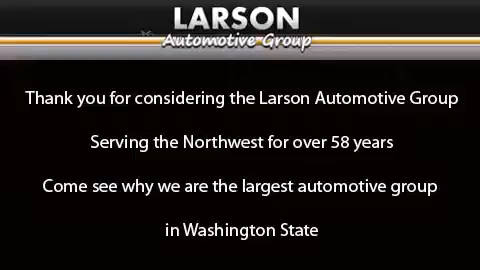 LARSON
Automotive Group
Thank you for considering the Larson Automotive Group
Serving the Northwest for over 58 years
Come see why we are the largest automotive group
in Washington State